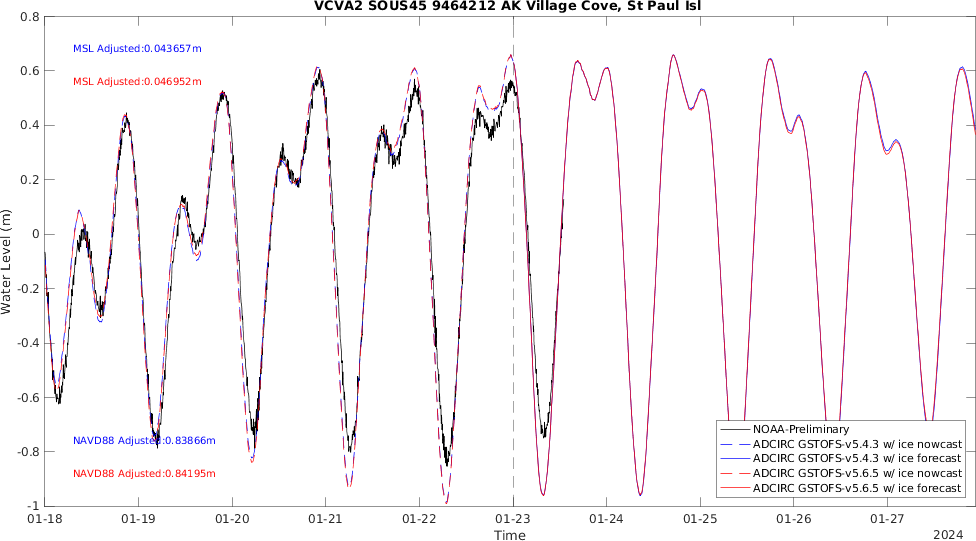 VCVA2 SOUS45 9464212 AK Village Cove, St Paul Isl
0.8
0.6
0.4
0.2
0
-0.2
-0.4
-0.6
-0.8
-1
Water Level (m)
MSL Adjusted:0.043657m
MSL Adjusted:0.046952m
NAVD88 Adjusted:0.83866m
NAVD88 Adjusted:0.84195m
NOAA-Preliminary
ADCIRC GSTOFS-v5.4.3 w/ ice nowcast
ADCIRC GSTOFS-v5.4.3 w/ ice forecast
ADCIRC GSTOFS-v5.6.5 w/ ice nowcast
ADCIRC GSTOFS-v5.6.5 w/ ice forecast
01-18 01-19 01-20 01-21 01-22 01-23 01-24 01-25 01-26 01-27
Time
2024